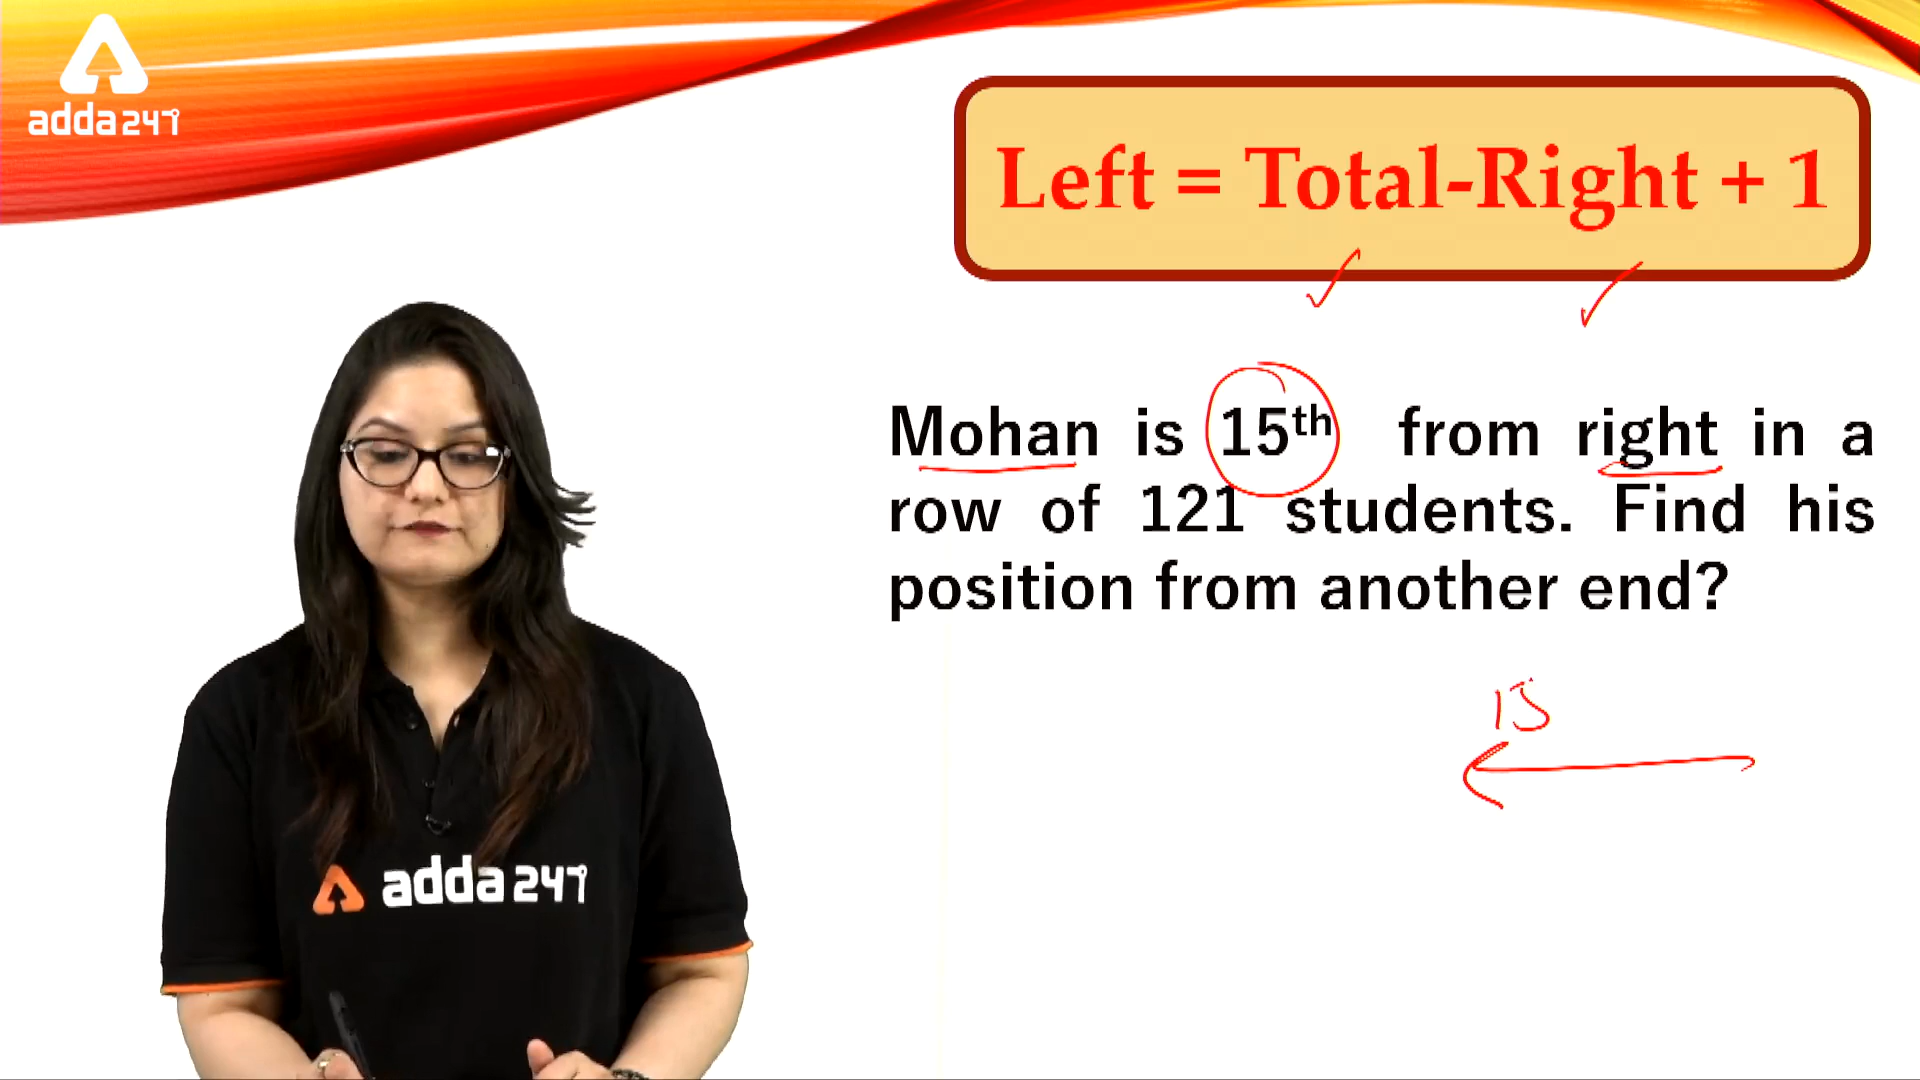 adda247
Left = Total-Right + 1
Mohan is 15th from right in a
row of 121 students. Find his
position from another end?
15
adda247